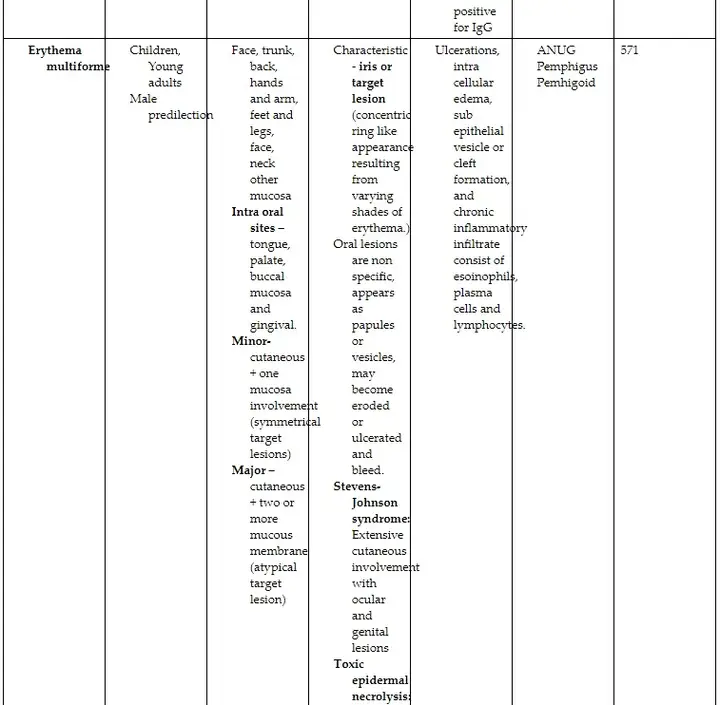 positive
for IgG
Erythema
multiforme
Children,
Young
adults
Male
predilection
Face, trunk,
back,
hands
and arm,
feet and
legs,
face,
neck
other
mucosa
Intra oral
sites –
tongue,
palate,
buccal
mucosa
and
gingival.
Minor-
cutaneous
+ one
mucosa
involvement
(symmetrical
target
lesions)
Major –
cutaneous
+ two or
more
mucous
membrane
(atypical
target
lesion)
Characteristic
- iris or
target
lesion
(concentric
ring like
appearance
resulting
from
varying
shades of
erythema.)
Oral lesions
are non
specific,
appears
as
papules
or
vesicles,
may
become
eroded
or
ulcerated
and
bleed.
Stevens-
Johnson
syndrome:
Extensive
cutaneous
involvement
with
ocular
and
genital
lesions
Toxic
epidermal
necrolysis:
Ulcerations,
intra
cellular
edema,
sub
epithelial
vesicle or
cleft
formation,
and
chronic
inflammatory
infiltrate
consist of
esoinophils,
plasma
cells and
lymphocytes.
ANUG
Pemphigus
Pemhigoid
571